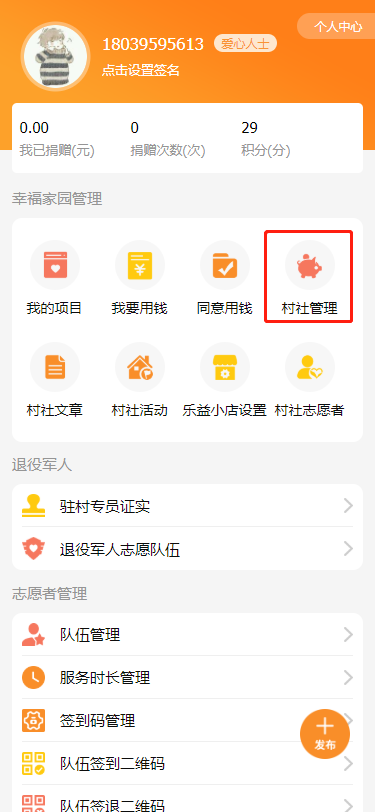 个人中心
18039595613 爱心人士
点击设置签名
0.00 0 29
我已捐赠(元) 捐赠次数(次) 积分(分)
幸福家园管理
我的项目 我要用钱 同意用钱 村社管理
村社文章 村社活动 乐益小店设置 村社志愿者
退役军人
驻村专员证实
退役军人志愿队伍
志愿者管理
队伍管理
服务时长管理
签到码管理
发布
队伍签到二维码
队伍签退二维码